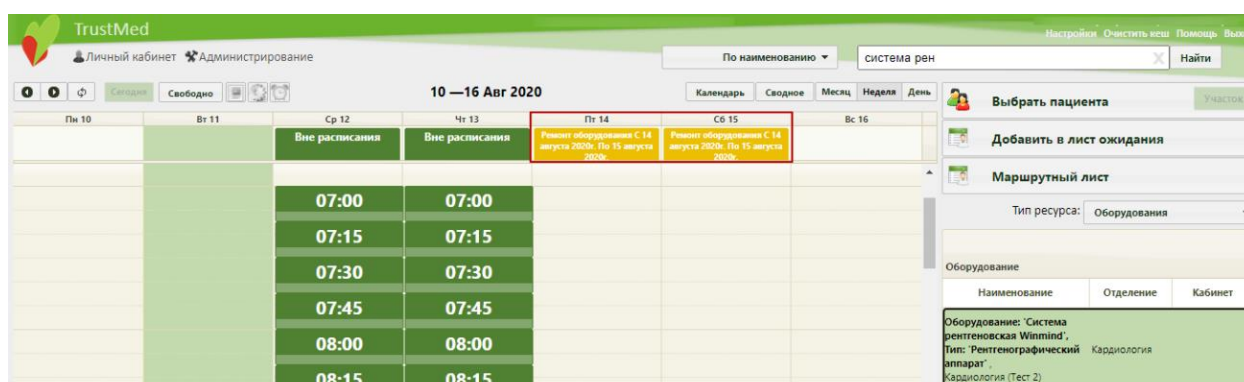 TrustMed
Настройки Очистить кеш Помощь Вых
Личный кабинет Администрирование
По наименованию
система рен
X
Найти
Сегодня
Свободно
10 —16 Авг 2020
Календарь Сводное Месяц Неделя День
Выбрать пациента
Участок
Пн 10 Вт 11 Ср 12 Чт 13 Пт 14 Сб 15 Вс 16
Вне расписания Вне расписания
Ремонт оборудования С 14
августа 2020г. По 15 августа
2020г.
Ремонт оборудования С 14
августа 2020г. По 15 августа
2020г.
Добавить в лист ожидания
Маршрутный лист
07:00 07:00
07:15 07:15
07:30 07:30
07:45 07:45
08:00 08:00
08:15 08:15
Тип ресурса: Оборудования
Оборудование
Наименование Отделение Кабинет
Оборудование: 'Система
рентгеновская Winmind',
Тип: 'Рентгенографический
аппарат' ,
Кардиология (Тест 2)
Кардиология